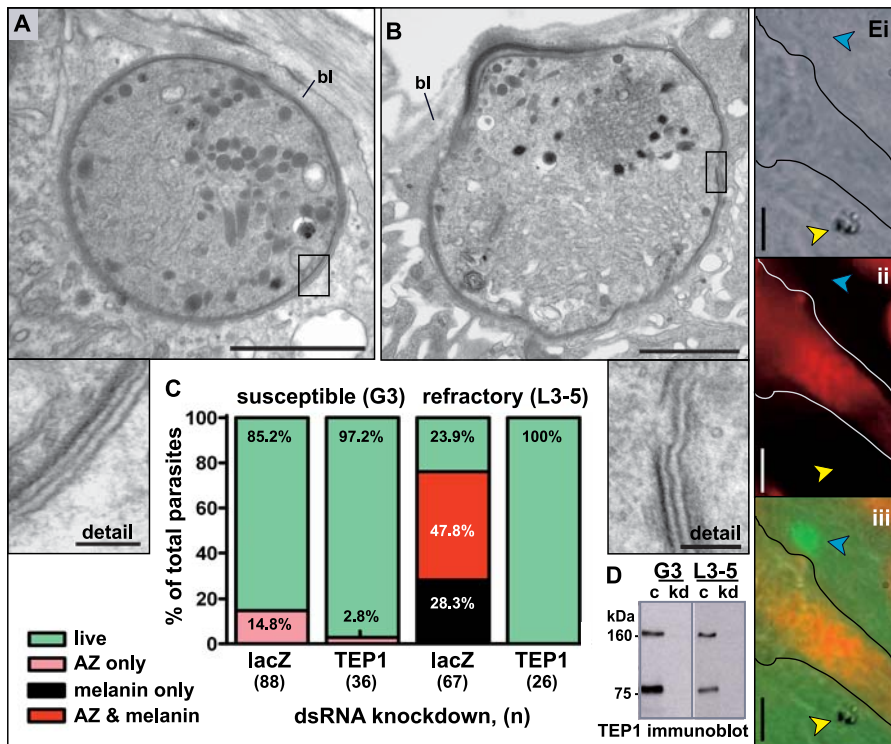 A
bl
B
bl
Ei
ii
iii
detail
detail
C
susceptible (G3) refractory (L3-5)
% of total parasites
100
80
60
40
20
0
85.2% 97.2% 23.9% 100%
47.8%
14.8% 2.8% 28.3%
lacZ TEP1 lacZ TEP1
(88) (36) (67) (26)
dsRNA knockdown, (n)
live
AZ only
melanin only
AZ & melanin
D
G3 L3-5
c kd c kd
kDa
160
75
TEP1 immunoblot